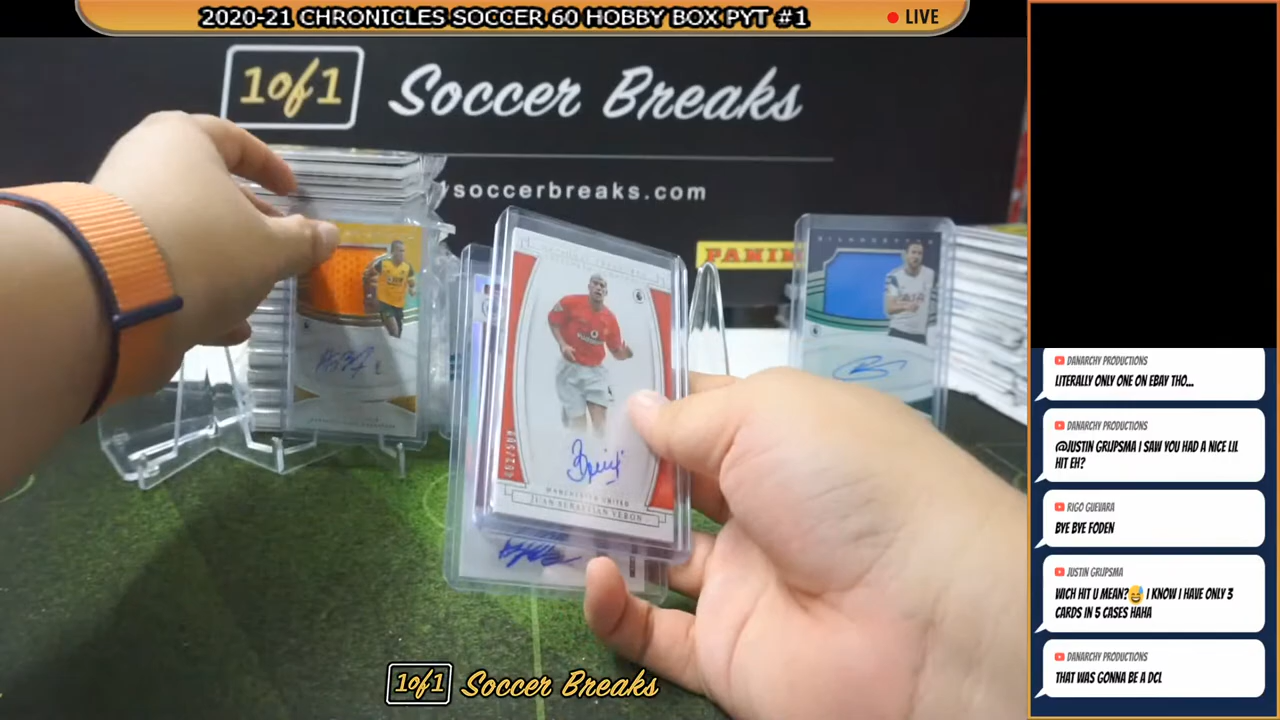 2020-21 CHRONICLES SOCCER 60 HOBBY BOX PYT #1
LIVE
1of1 Soccer Breaks
soccerbreaks.com
PANINI
MANCHESTER UNITED
JUAN SEBASTIAN VERON
1of1 Soccer Breaks
DANARCHY PRODUCTIONS
LITERALLY ONLY ONE ON EBAY THO...
DANARCHY PRODUCTIONS
@JUSTIN GRIJPSMA I SAW YOU HAD A NICE LIL
HIT EH?
RIGO GUEVARA
BYE BYE FODEN
JUSTIN GRIJPSMA
WICH HIT U MEAN?😅 I KNOW I HAVE ONLY 3
CARDS IN 5 CASES HAHA
DANARCHY PRODUCTIONS
THAT WAS GONNA BE A DCL